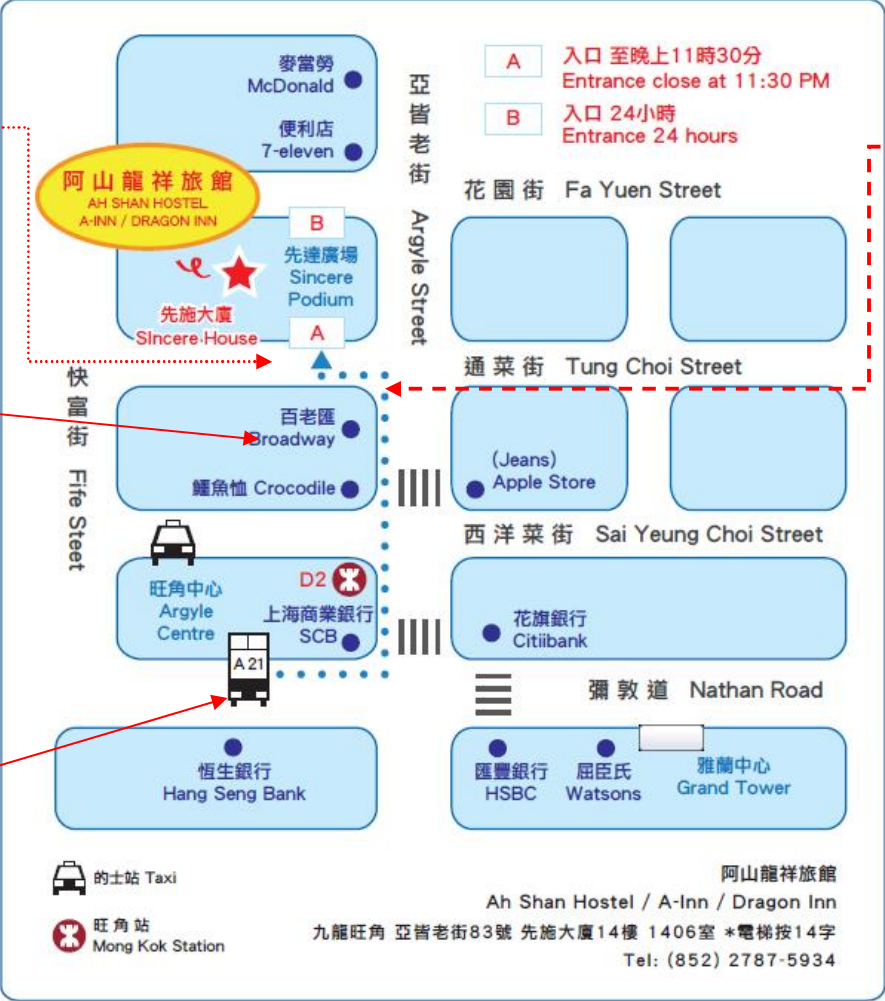 麥當勞
McDonald
便利店
7-eleven
亞皆老街 Argyle Street
A
入口 至晚上11時30分
Entrance close at 11:30 PM
B
入口 24小時
Entrance 24 hours
阿山龍祥旅館
AH SHAN HOSTEL
A-INN / DRAGON INN
花園街 Fa Yuen Street
B
先達廣場
Sincere
Podium
先施大廈
SIncere House
A
通菜街 Tung Choi Street
快富街 Fife Steet
百老匯
Broadway
鱷魚恤 Crocodile
(Jeans)
Apple Store
西洋菜街 Sai Yeung Choi Street
旺角中心
Argyle
Centre
D2
上海商業銀行
SCB
A21
花旗銀行
Citiibank
彌敦道 Nathan Road
恆生銀行
Hang Seng Bank
匯豐銀行
HSBC
屈臣氏
Watsons
雅蘭中心
Grand Tower
的士站 Taxi
旺角站
Mong Kok Station
阿山龍祥旅館
Ah Shan Hostel / A-Inn / Dragon Inn
九龍旺角 亞皆老街83號 先施大廈14樓 1406室 *電梯按14字
Tel: (852) 2787-5934